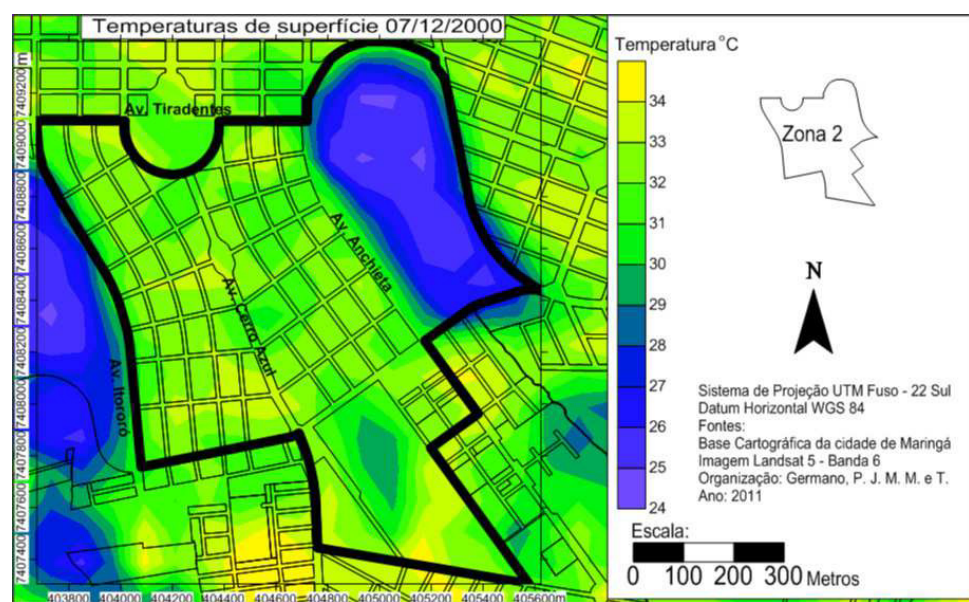 Temperaturas de superfície 07/12/2000
Temperatura °C
34
33
32
31
30
29
28
27
26
25
24
Zona 2
N
Sistema de Projeção UTM Fuso - 22 Sul
Datum Horizontal WGS 84
Fontes:
Base Cartográfica da cidade de Maringá
Imagem Landsat 5 - Banda 6
Organização: Germano, P. J. M. M. e T.
Ano: 2011
Escala:
0 100 200 300 Metros
Av. Tiradentes
Av. Anchieta
Av. Cerro Azul
Av. Itororó
7409200 m
7409000
7408800
7408600
7408400
7408200
7408000
7407800
7407600
7407400
403800 404000 404200 404400 404600 404800 405000 405200 405400 405600m